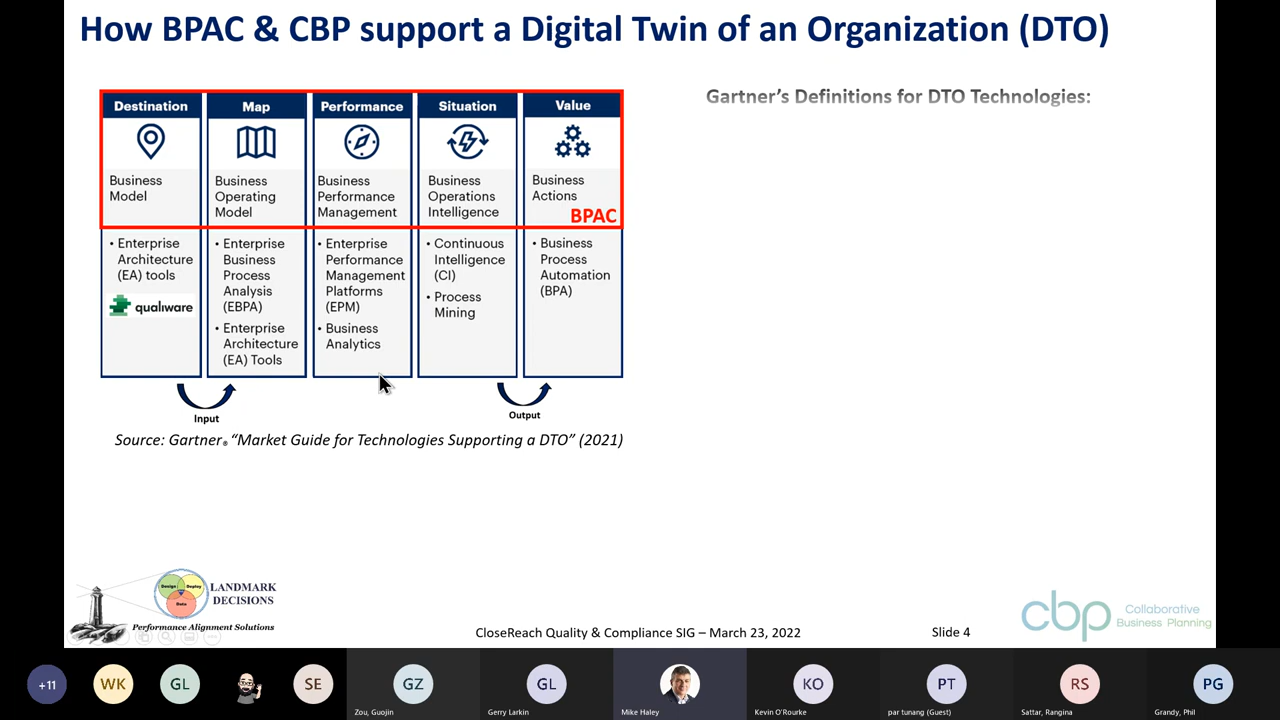 How BPAC & CBP support a Digital Twin of an Organization (DTO)
Destination
Business
Model
• Enterprise
Architecture
(EA) tools
qualiware
Map
Business
Operating
Model
• Enterprise
Business
Process
Analysis
(EBPA)
• Enterprise
Architecture
(EA) Tools
Performance
Business
Performance
Management
• Enterprise
Performance
Management
Platforms
(EPM)
• Business
Analytics
Situation
Business
Operations
Intelligence
• Continuous
Intelligence
(CI)
• Process
Mining
Value
Business
Actions
BPAC
• Business
Process
Automation
(BPA)
Input
Output
Source: Gartner® “Market Guide for Technologies Supporting a DTO” (2021)
Gartner’s Definitions for DTO Technologies:
Design
Deploy
Data
LANDMARK
DECISIONS
Performance Alignment Solutions
CloseReach Quality & Compliance SIG – March 23, 2022
Slide 4
cbp
Collaborative
Business Planning
+11
WK
GL
SE
GZ
Zou, Guojin
GL
Gerry Larkin
Mike Haley
KO
Kevin O'Rourke
PT
par tunang (Guest)
RS
Sattar, Rangina
PG
Grandy, Phil